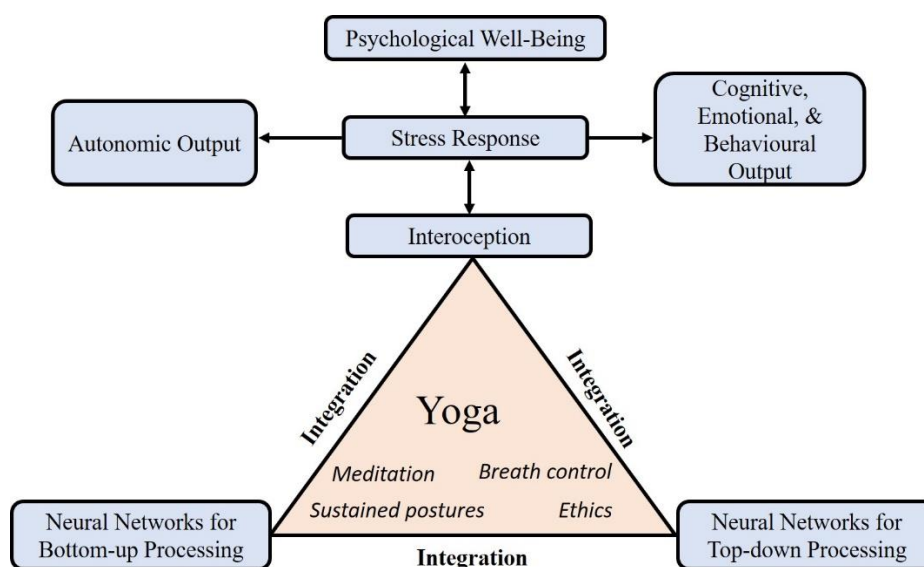 Psychological Well-Being
Autonomic Output
Stress Response
Cognitive,
Emotional, &
Behavioural
Output
Interoception
Integration
Integration
Yoga
Meditation
Breath control
Sustained postures
Ethics
Neural Networks for
Bottom-up Processing
Integration
Neural Networks for
Top-down Processing